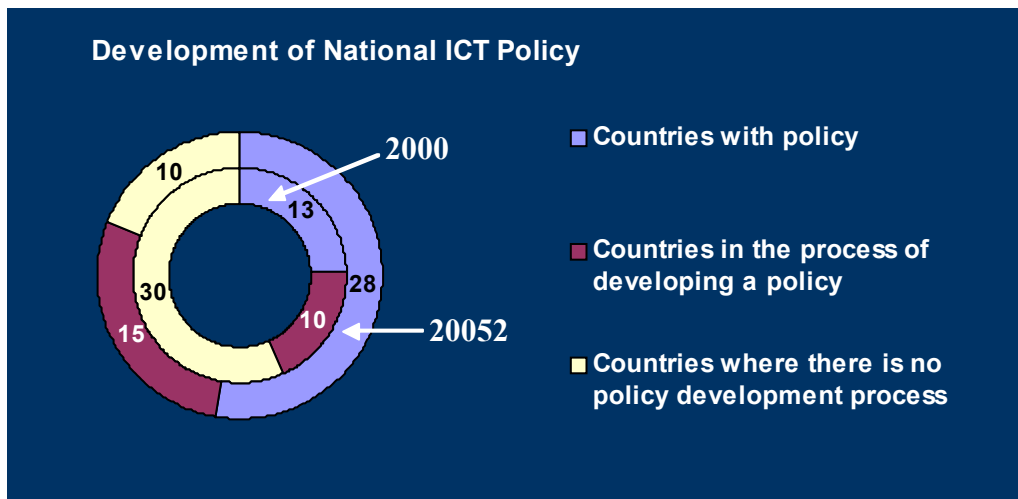 Development of National ICT Policy
2000
10
13
28
30
10
15
20052
Countries with policy
Countries in the process of
developing a policy
Countries where there is no
policy development process